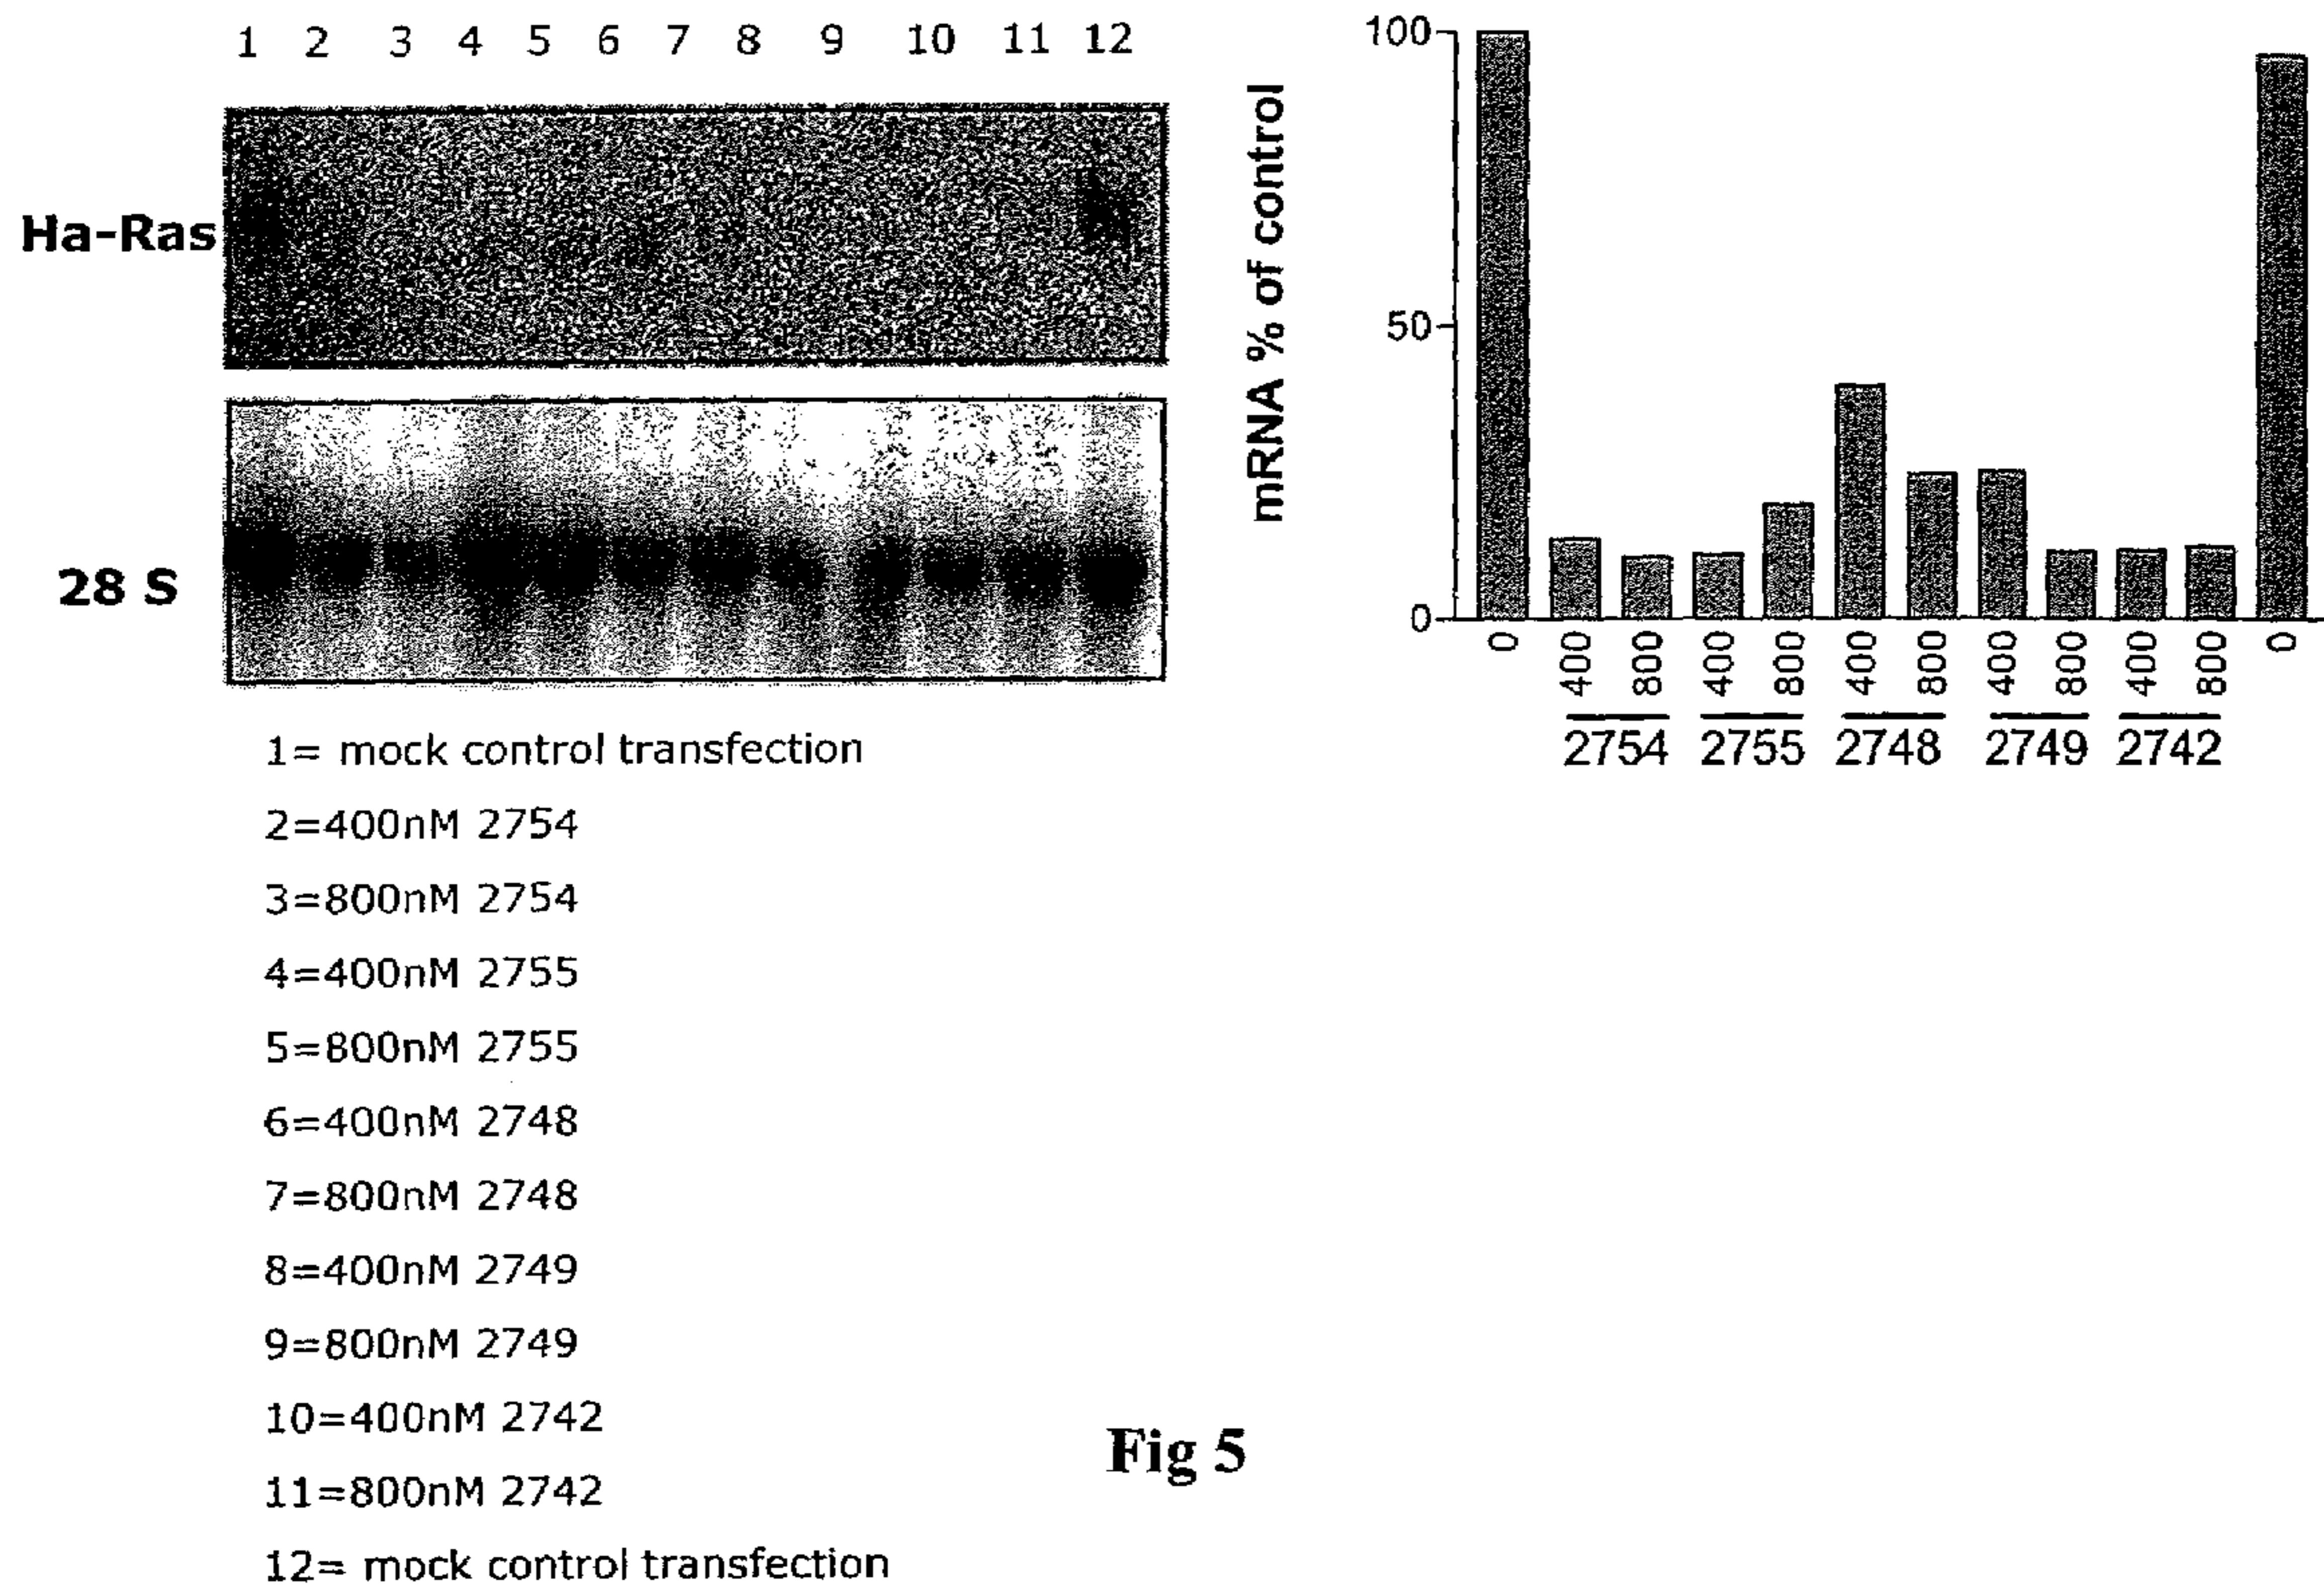 1 2 3 4 5 6 7 8 9 10 11 12
Ha-Ras
28 S
1= mock control transfection
2=400nM 2754
3=800nM 2754
4=400nM 2755
5=800nM 2755
6=400nM 2748
7=800nM 2748
8=400nM 2749
9=800nM 2749
10=400nM 2742
11=800nM 2742
12= mock control transfection
mRNA % of control
100
50
0
0 400 800 400 800 400 800 400 800 400 800 0
2754 2755 2748 2749 2742
Fig 5